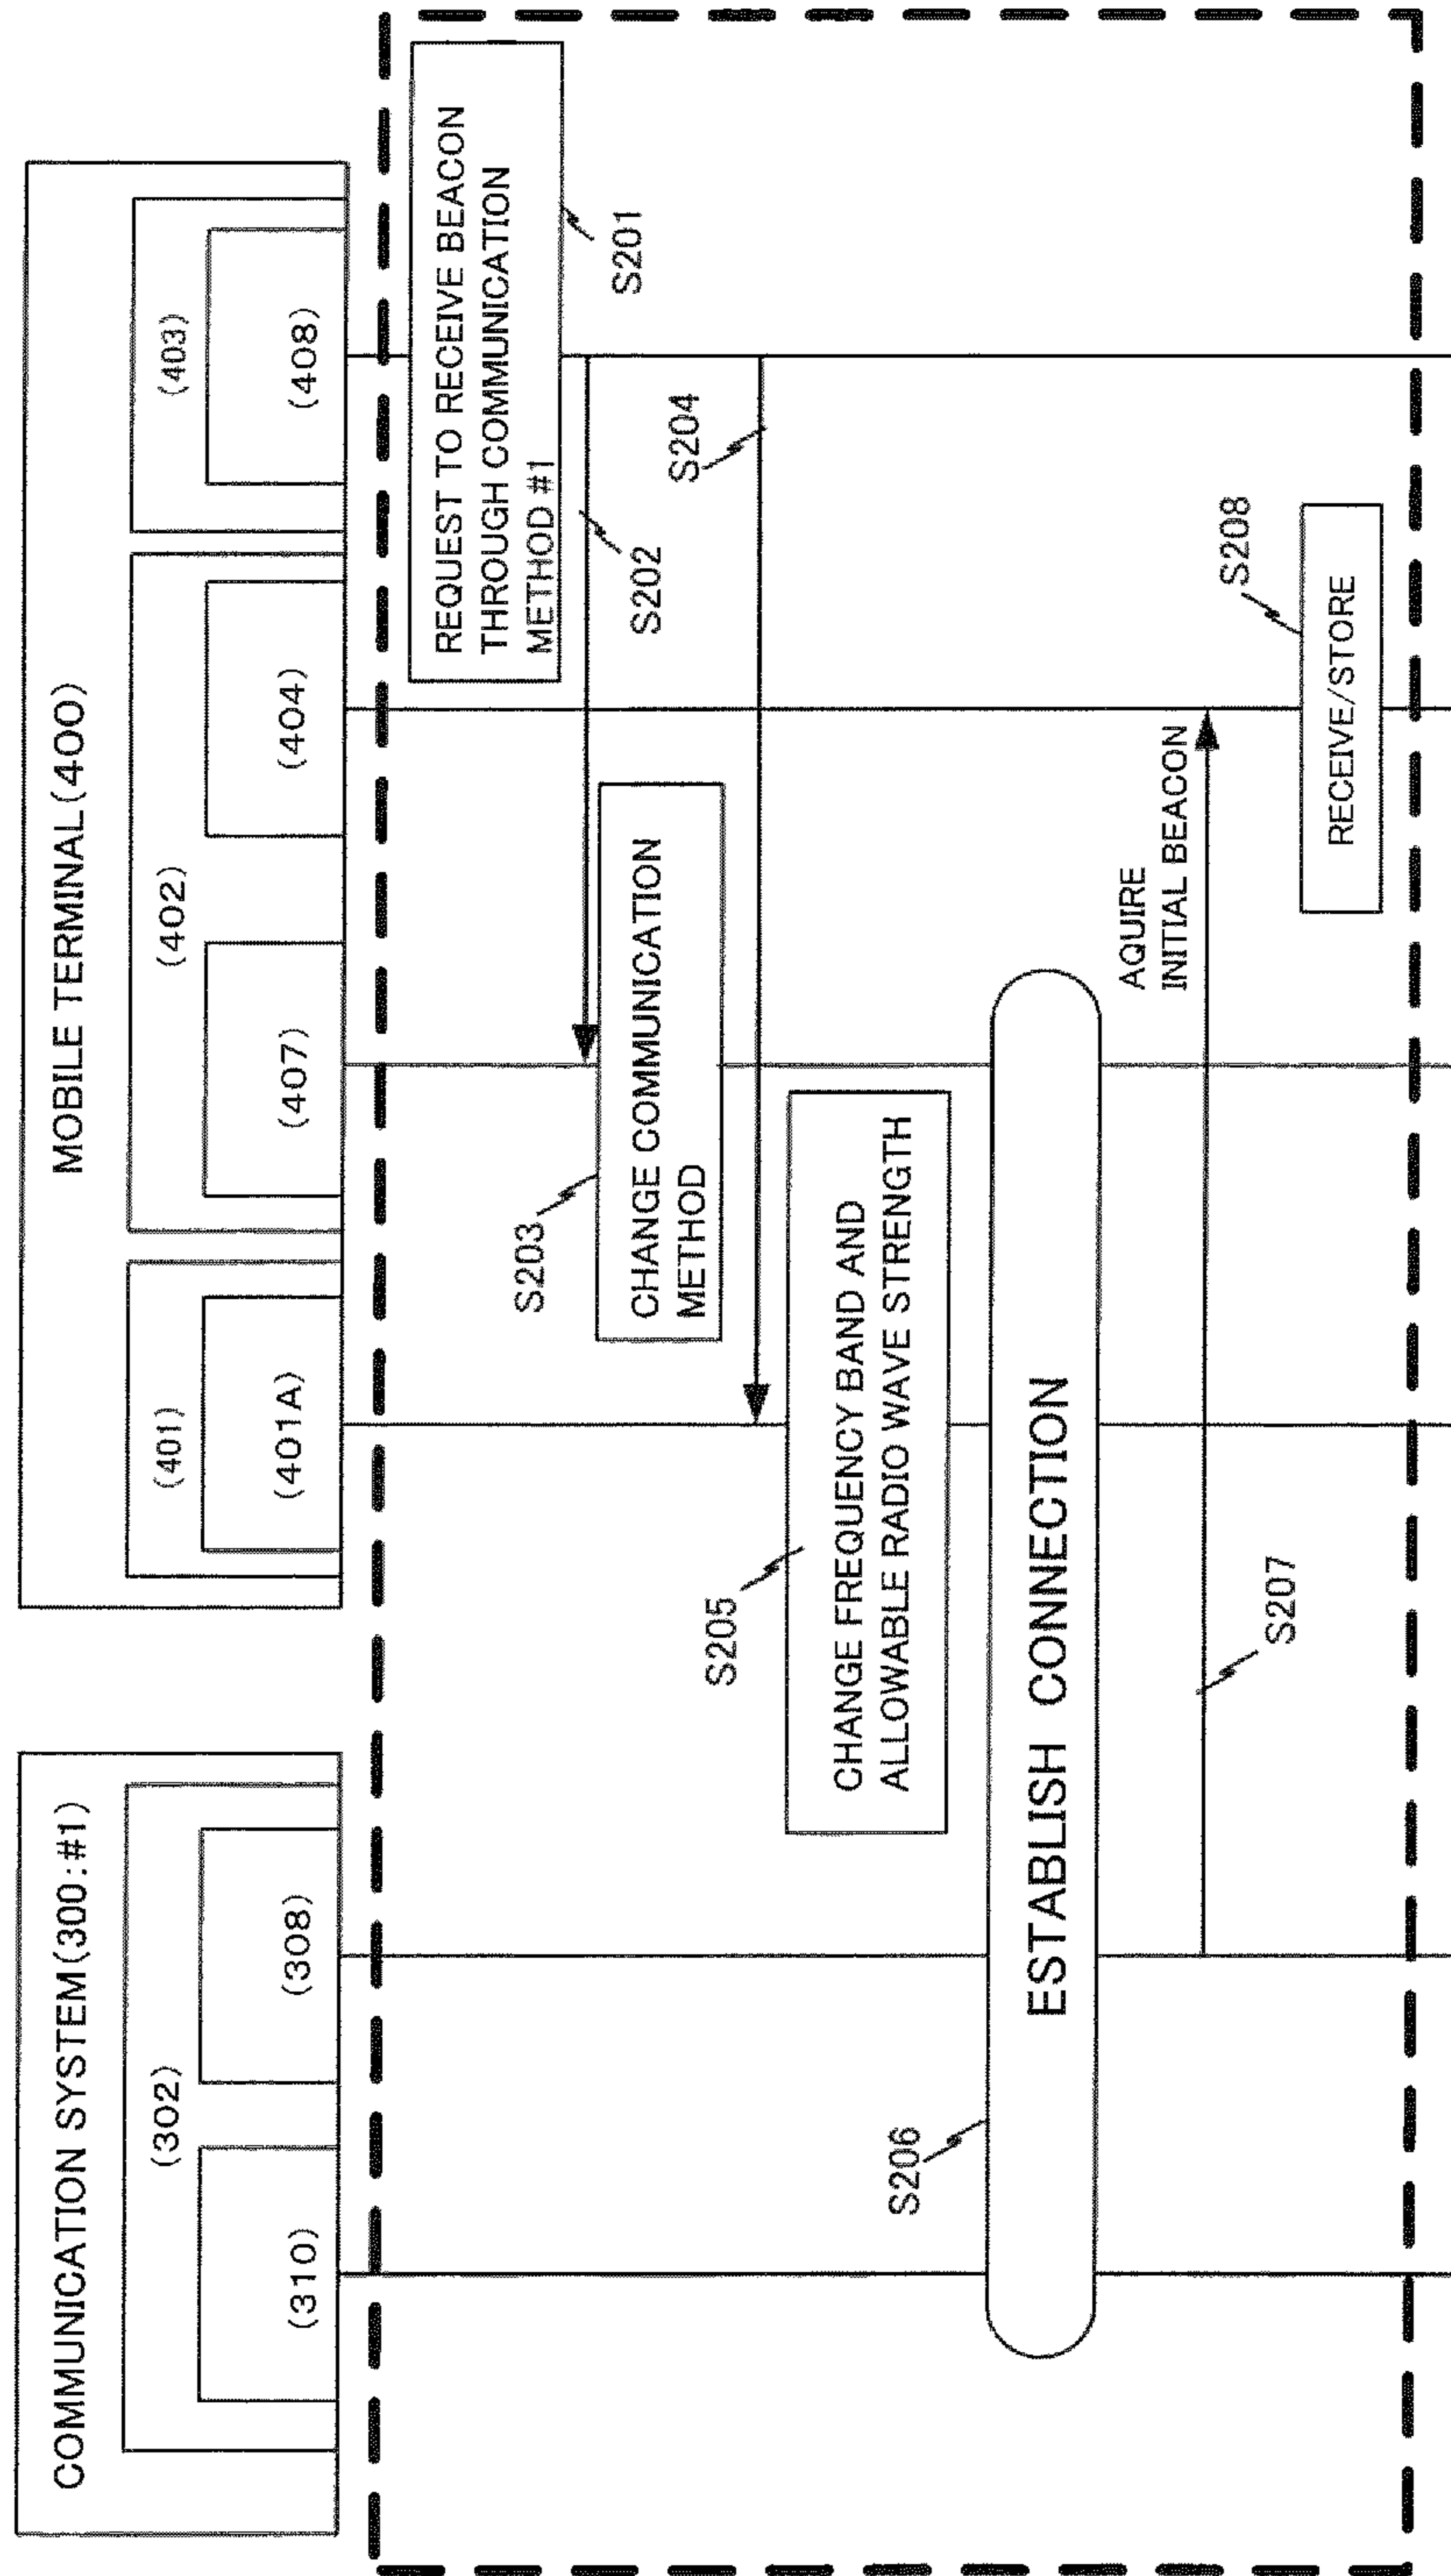 COMMUNICATION SYSTEM(300:#1)
(302)
(310)
(308)
MOBILE TERMINAL(400)
(401)
(401A)
(402)
(407)
(404)
(403)
(408)
REQUEST TO RECEIVE BEACON
THROUGH COMMUNICATION
METHOD #1
S201
S202
S203
CHANGE COMMUNICATION
METHOD
S204
S205
CHANGE FREQUENCY BAND AND
ALLOWABLE RADIO WAVE STRENGTH
S206
ESTABLISH CONNECTION
AQUIRE
INITIAL BEACON
S207
S208
RECEIVE/STORE